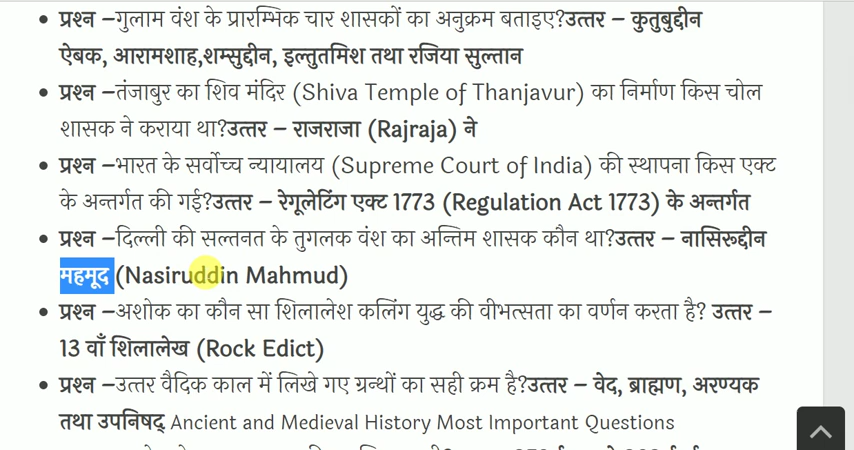 • प्रश्न –गुलाम वंश के प्रारम्भिक चार शासकों का अनुक्रम बताइए?उत्तर – कुतुबुद्दीन
ऐबक, आरामशाह,शम्सुद्दीन, इल्तुतमिश तथा रजिया सुल्तान
• प्रश्न –तंजाबुर का शिव मंदिर (Shiva Temple of Thanjavur) का निर्माण किस चोल
शासक ने कराया था?उत्तर – राजराजा (Rajraja) ने
• प्रश्न –भारत के सर्वोच्च न्यायालय (Supreme Court of India) की स्थापना किस एक्ट
के अन्तर्गत की गई?उत्तर – रेगूलेटिंग एक्ट 1773 (Regulation Act 1773) के अन्तर्गत
• प्रश्न –दिल्ली की सल्तनत के तुगलक वंश का अन्तिम शासक कौन था?उत्तर – नासिरूद्दीन
महमूद (Nasiruddin Mahmud)
• प्रश्न –अशोक का कौन सा शिलालेश कलिंग युद्ध की वीभत्सता का वर्णन करता है? उत्तर –
13 वाँ शिलालेख (Rock Edict)
• प्रश्न –उत्तर वैदिक काल में लिखे गए ग्रन्थों का सही क्रम है?उत्तर – वेद, ब्राह्मण, अरण्यक
तथा उपनिषद् Ancient and Medieval History Most Important Questions